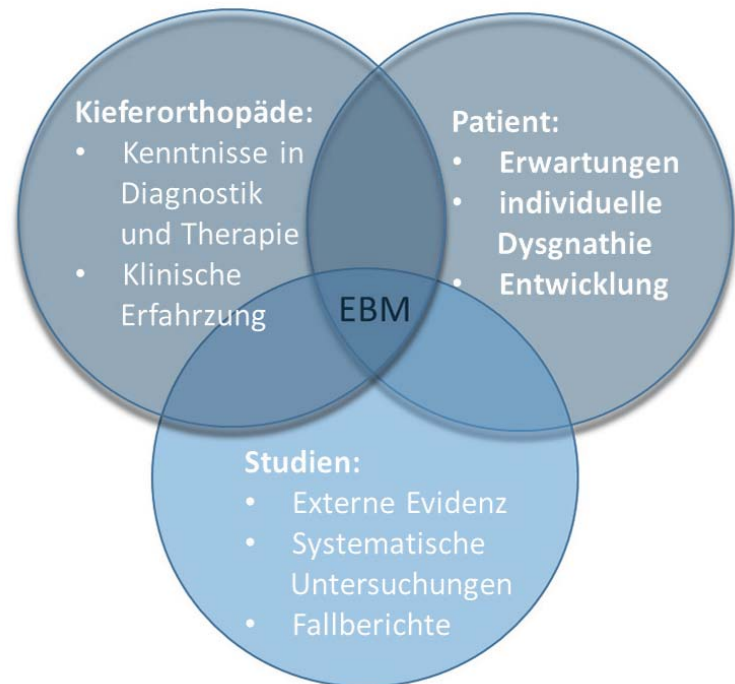 Kieferorthopäde:
• Kenntnisse in
Diagnostik
und Therapie
• Klinische
Erfahrzung
Patient:
• Erwartungen
• individuelle
Dysgnathie
• Entwicklung
EBM
Studien:
• Externe Evidenz
• Systematische
Untersuchungen
• Fallberichte